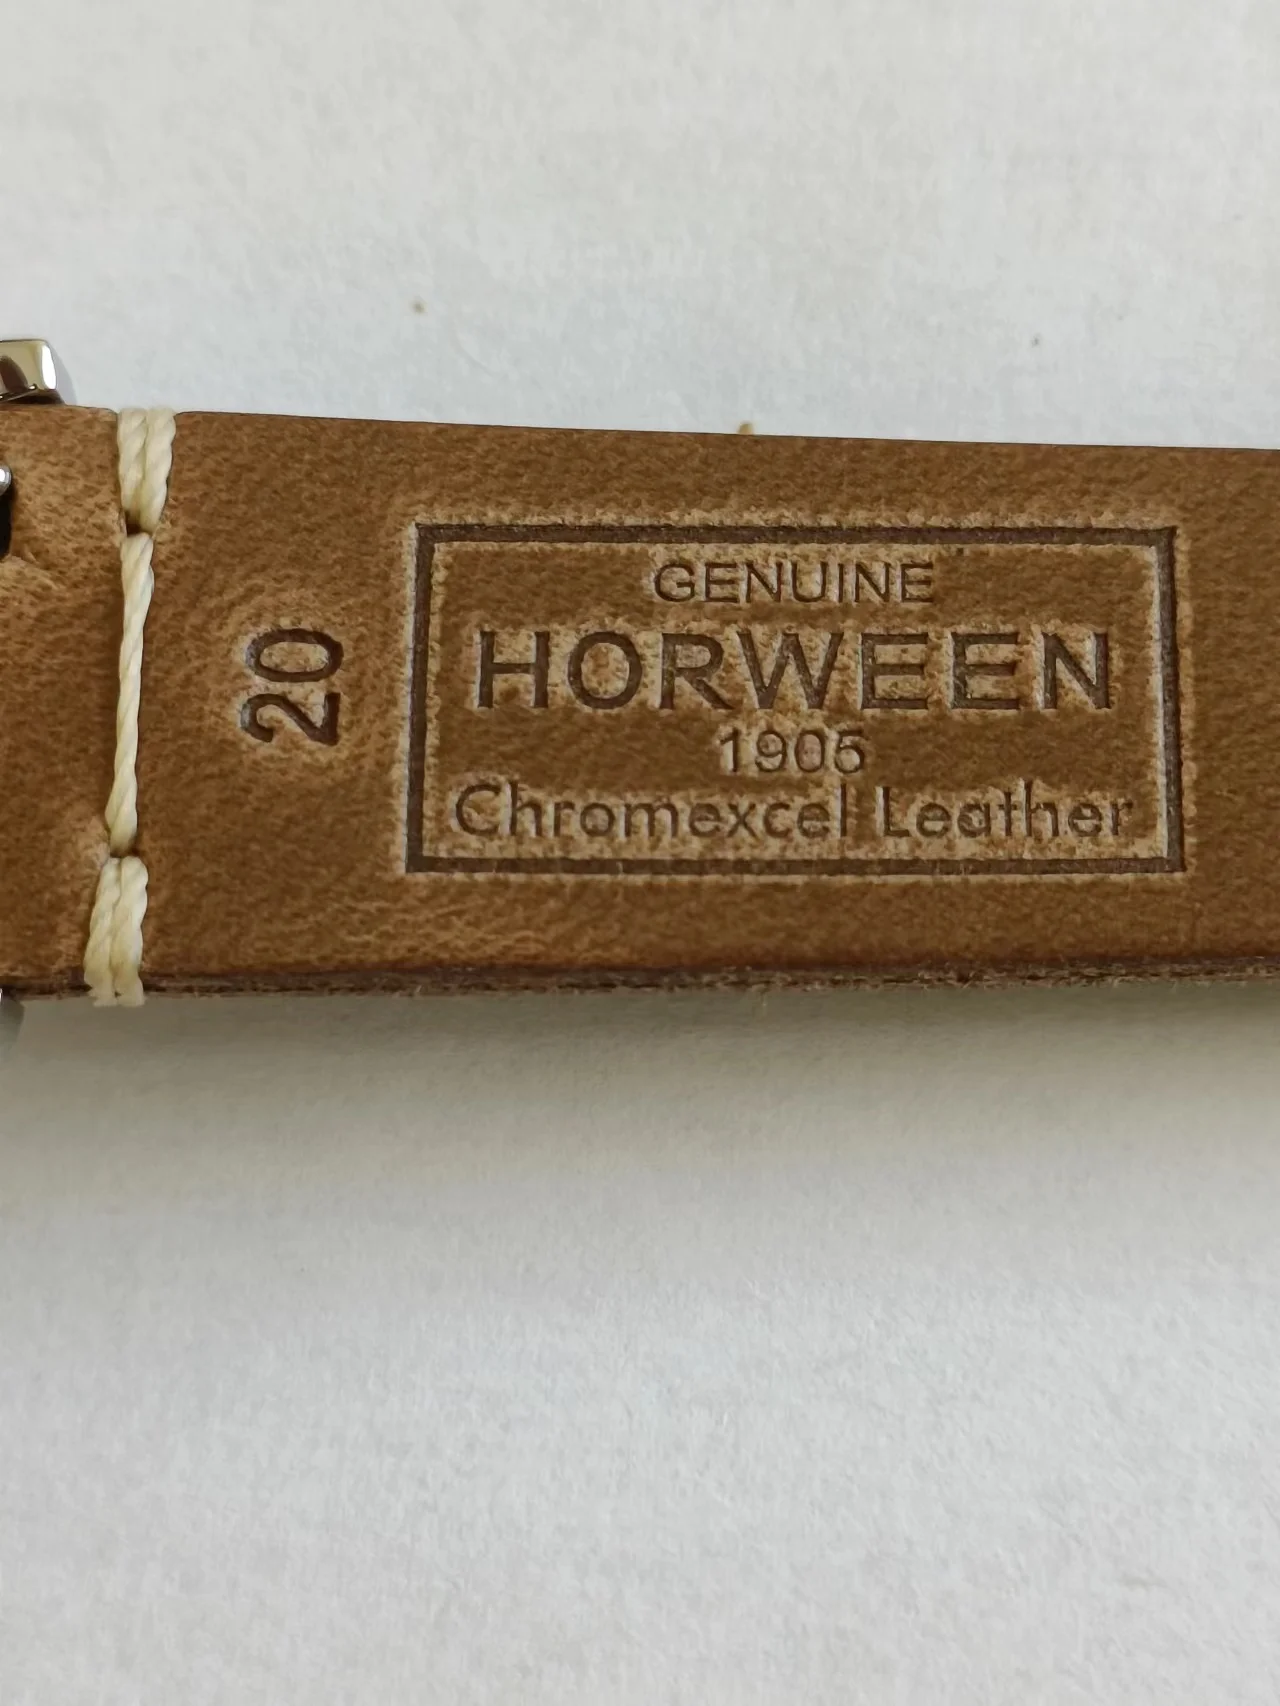 20
GENUINE
HORWEEN
1905
Chromexcel Leather